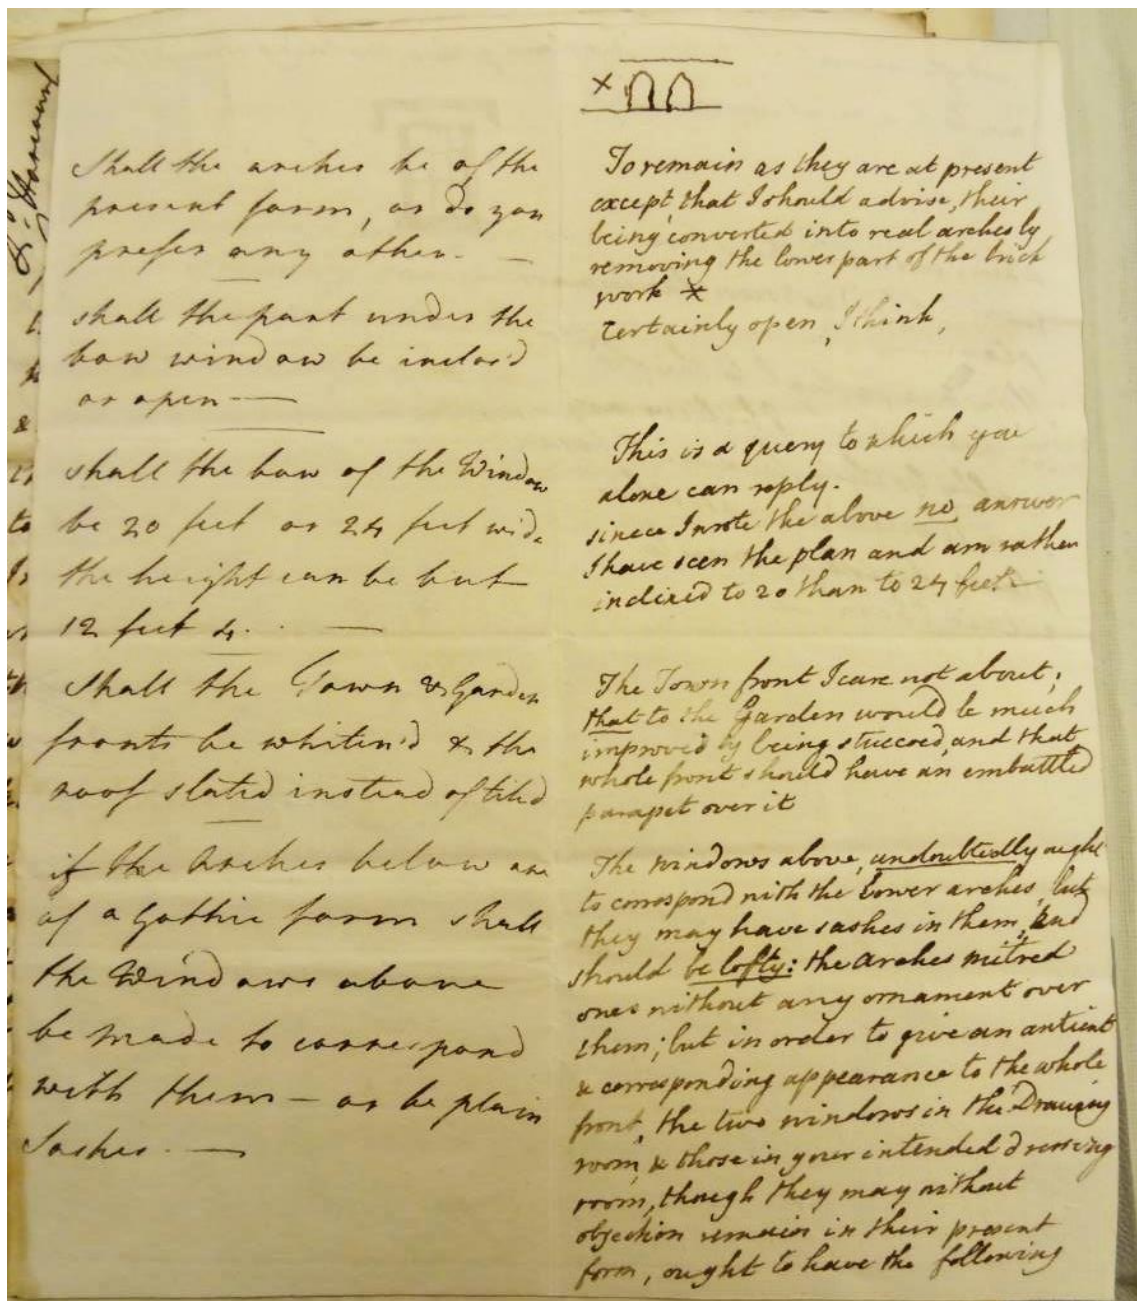 Shall the arches be of the
present form, or do you
prefer any other. —
shall the part under the
bow window be inclos'd
or open —
shall the bow of the Window
be 20 feet or 24 feet wide
the height can be but
12 feet 4. —
Shall the Town & Garden
fronts be whiten'd & the
roof slated instead of tiled
if the Arches below are
of a Gothic form shall
the Windows above
be made to correspond
with them — or be plain
Sashes. —
To remain as they are at present
except, that I should advise, their
being converted into real arches by
removing the lower part of the brick
work ×
Certainly open, I think,
This is a query to which you
alone can reply.
since I wrote the above no answer
I have seen the plan and am rather
inclined to 20 than to 24 feet.
The Town front I care not about;
that to the Garden would be much
improved by being stuccoed, and that
whole front should have an embattled
parapet over it
The windows above, undoubtedly ought
to correspond with the lower arches, but
they may have sashes in them, and
should be lofty: the arches mitred
ones without any ornament over
them; but in order to give an antient
& corresponding appearance to the whole
front, the two windows in the Drawing
room, & those in your intended dressing
room, though they may without
objection remain in their present
form, ought to have the following